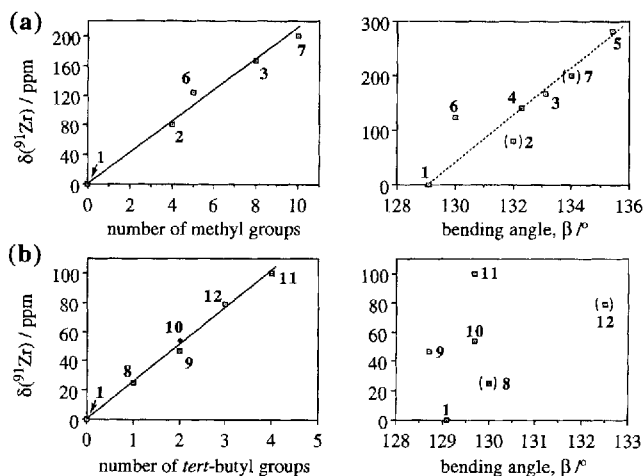 (a)
δ(⁹¹Zr) / ppm
200
160
120
80
40
0
0 2 4 6 8 10
number of methyl groups
1
2
6
3
7
300
200
100
0
128 130 132 134 136
bending angle, β /°
1
6
4
( ) 2
3
( ) 7
5
(b)
δ(⁹¹Zr) / ppm
100
80
60
40
20
0
0 1 2 3 4 5
number of tert-butyl groups
1
8
10
9
12
11
100
80
60
40
20
0
128 129 130 131 132 133
bending angle, β /°
11
10
9
( ) 8
1
( )
12